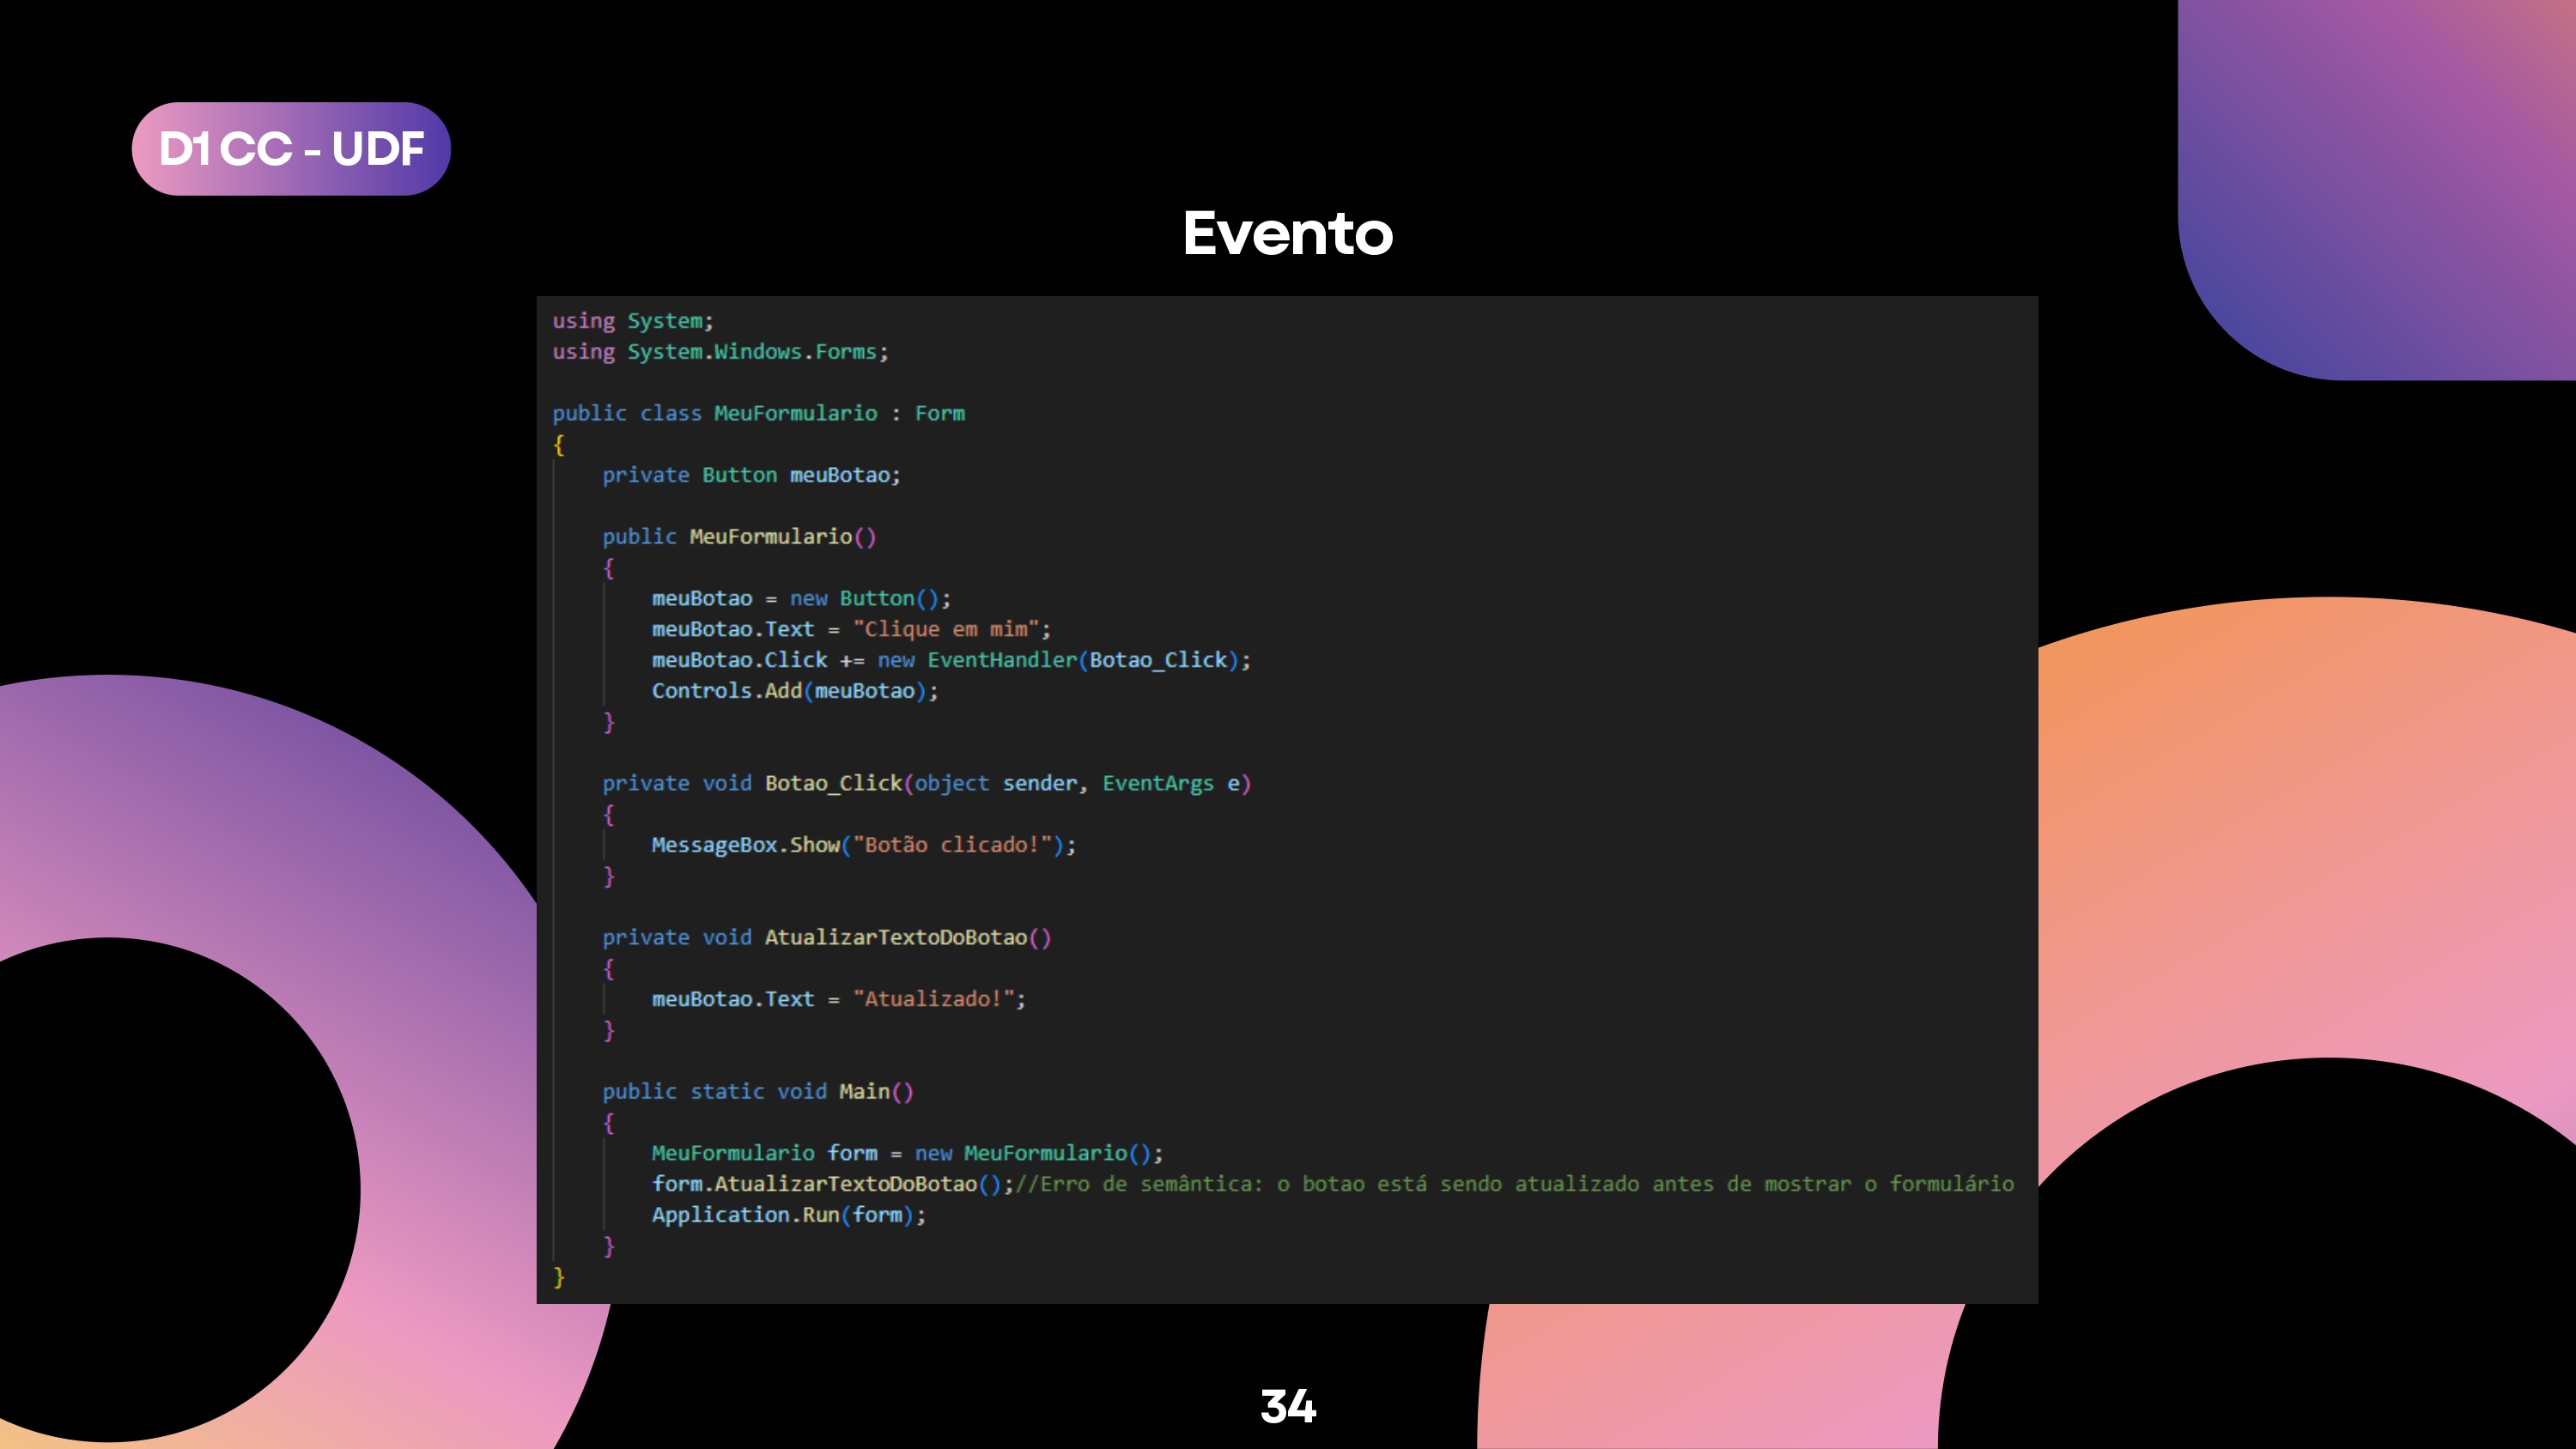 D1 CC - UDF
Evento
using System;
using System.Windows.Forms;
public class MeuFormulario : Form
{
    private Button meuBotao;
    public MeuFormulario()
    {
        meuBotao = new Button();
        meuBotao.Text = "Clique em mim";
        meuBotao.Click += new EventHandler(Botao_Click);
        Controls.Add(meuBotao);
    }
    private void Botao_Click(object sender, EventArgs e)
    {
        MessageBox.Show("Botão clicado!");
    }
    private void AtualizarTextoDoBotao()
    {
        meuBotao.Text = "Atualizado!";
    }
    public static void Main()
    {
        MeuFormulario form = new MeuFormulario();
        form.AtualizarTextoDoBotao();//Erro de semântica: o botao está sendo atualizado antes de mostrar o formulário
        Application.Run(form);
    }
}
34